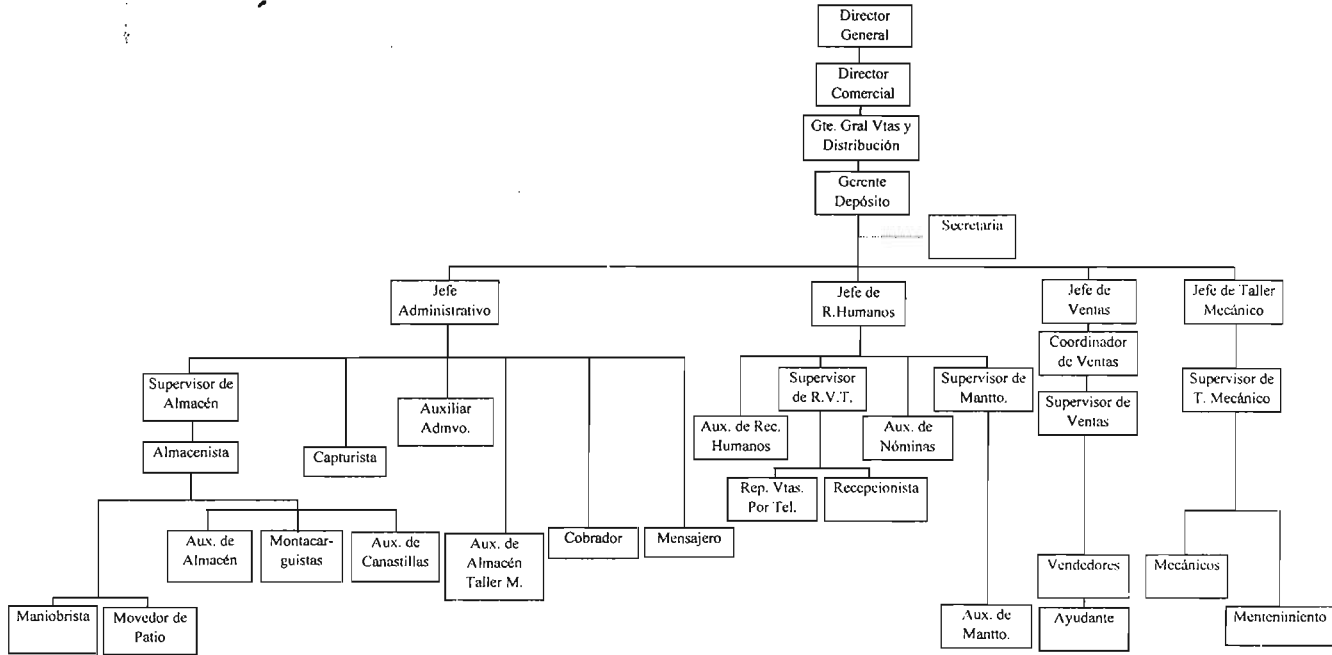 Director
General
Director
Comercial
Gte. Gral Vtas y
Distribución
Gerente
Depósito
Secretaria
Jefe
Administrativo
Jefe de
R.Humanos
Jefe de
Ventas
Jefe de Taller
Mecánico
Supervisor de
Almacén
Almacenista
Capturista
Auxiliar
Admvo.
Supervisor
de R.V.T.
Aux. de Rec.
Humanos
Aux. de
Nóminas
Supervisor de
Mantto.
Coordinador
de Ventas
Supervisor de
Ventas
Supervisor de
T. Mecánico
Rep. Vtas.
Por Tel.
Recepcionista
Aux. de
Almacén
Montacar-
guistas
Aux. de
Canastillas
Aux. de
Almacén
Taller M.
Cobrador
Mensajero
Vendedores
Mecánicos
Maniobrista
Movedor de
Patio
Aux. de
Mantto.
Ayudante
Mentenimiento